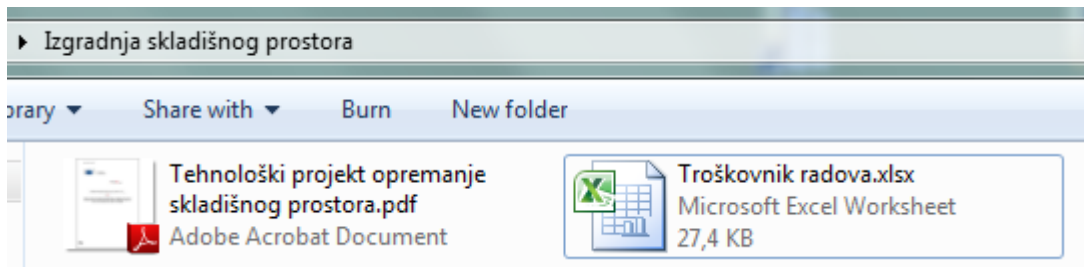 Izgradnja skladišnog prostora
Share with Burn New folder
Tehnološki projekt opremanje
skladišnog prostora.pdf
Adobe Acrobat Document
Troškovnik radova.xlsx
Microsoft Excel Worksheet
27,4 KB